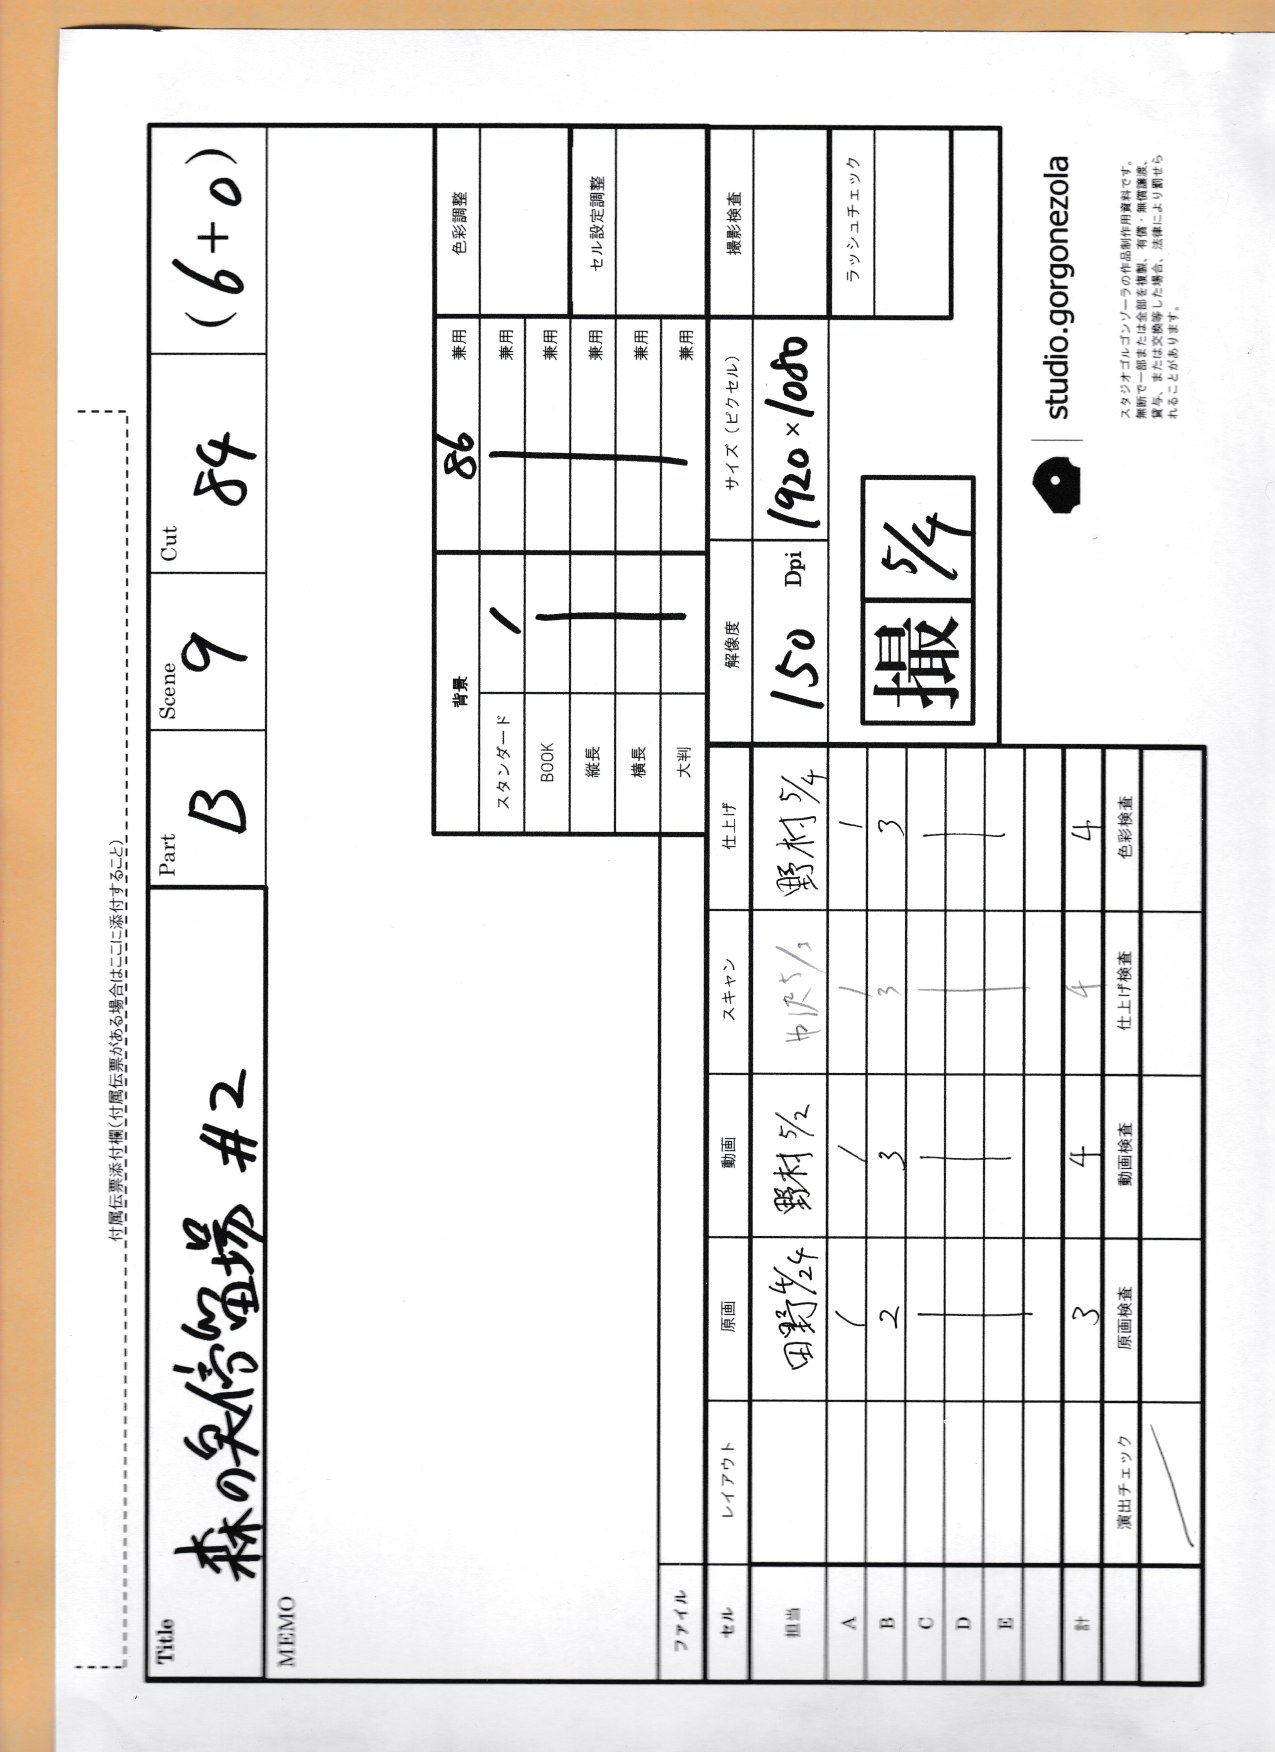 付属伝票添付欄(付属伝票がある場合はここに添付すること)
Title 森の泉停留場 #2
Part B
Scene 9
Cut 84
(6+0)
MEMO
背景 86 兼用
スタンダード 1 兼用
BOOK 兼用
縦長 兼用
横長 兼用
大判 兼用
色彩調整
セル設定調整
ファイル
解像度 サイズ(ピクセル) 撮影検査
150 Dpi 1920×1080
ラッシュチェック
撮 5/4
セル レイアウト 原画 動画 スキャン 仕上げ
担当 田野 4/24 野村 5/2 5/3 野村 5/4
A 1 1 1 1
B 2 3 3 3
C
D
E
計 3 4 4 4
演出チェック 原画検査 動画検査 仕上げ検査 色彩検査
studio.gorgonezola
スタジオゴルゴンゾーラの作品制作用資料です。
無断で一部または全部を複製、有償・無償譲渡、
貸与、または交換等した場合、法律により罰せら
れることがあります。